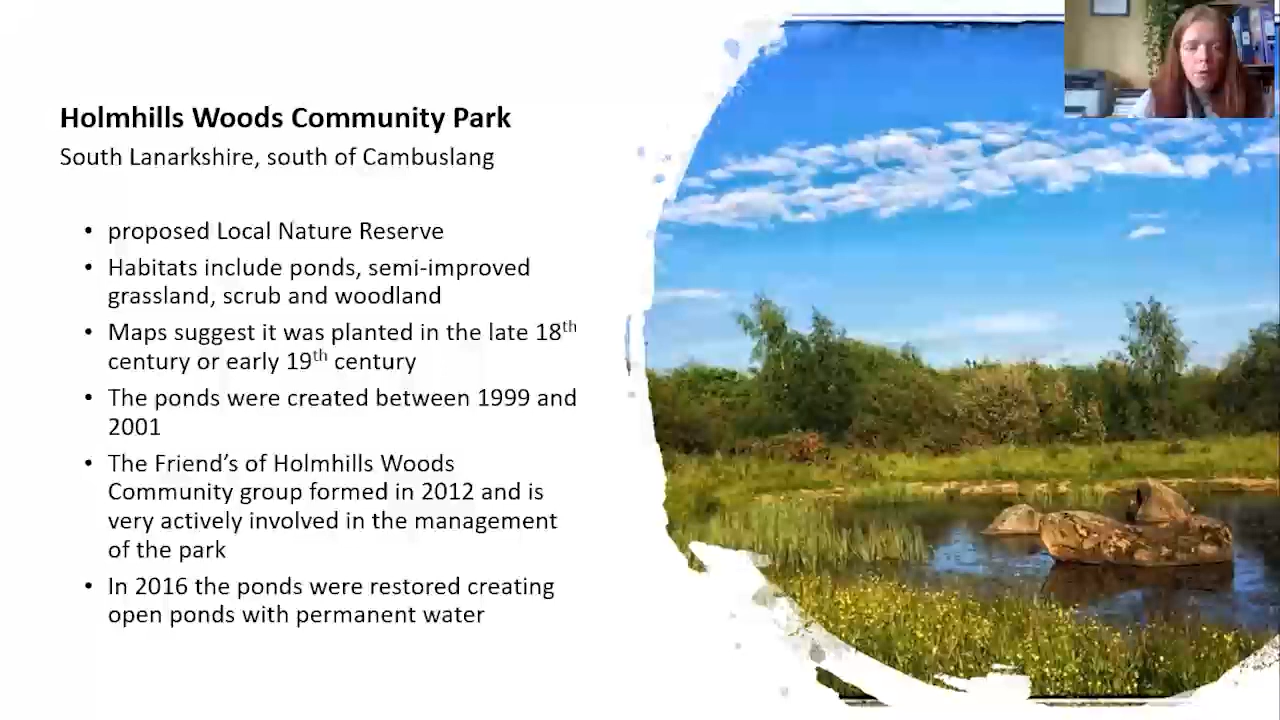 Holmhills Woods Community Park
South Lanarkshire, south of Cambuslang
• proposed Local Nature Reserve
• Habitats include ponds, semi-improved
grassland, scrub and woodland
• Maps suggest it was planted in the late 18th
century or early 19th century
• The ponds were created between 1999 and
2001
• The Friend's of Holmhills Woods
Community group formed in 2012 and is
very actively involved in the management
of the park
• In 2016 the ponds were restored creating
open ponds with permanent water